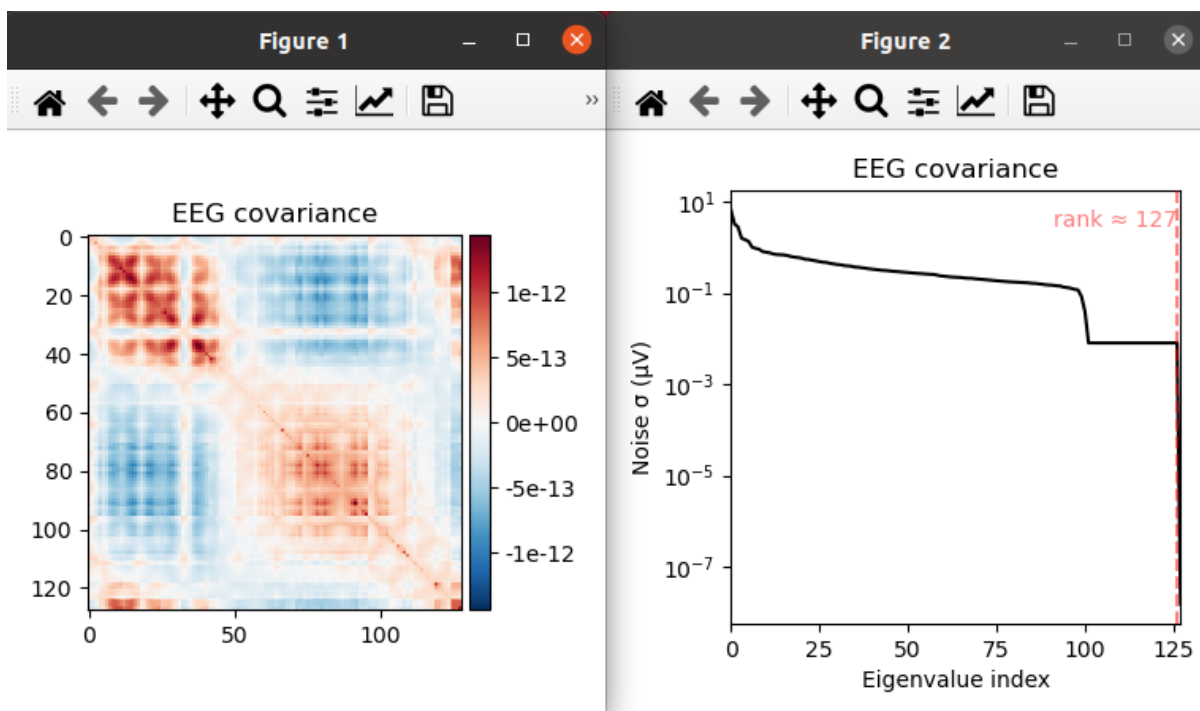 Figure 1
Figure 2
EEG covariance
0
20
40
60
80
100
120
0
50
100
1e-12
5e-13
0e+00
-5e-13
-1e-12
EEG covariance
rank ≈ 127
Noise σ (µV)
10¹
10⁻¹
10⁻³
10⁻⁵
10⁻⁷
0
25
50
75
100
125
Eigenvalue index